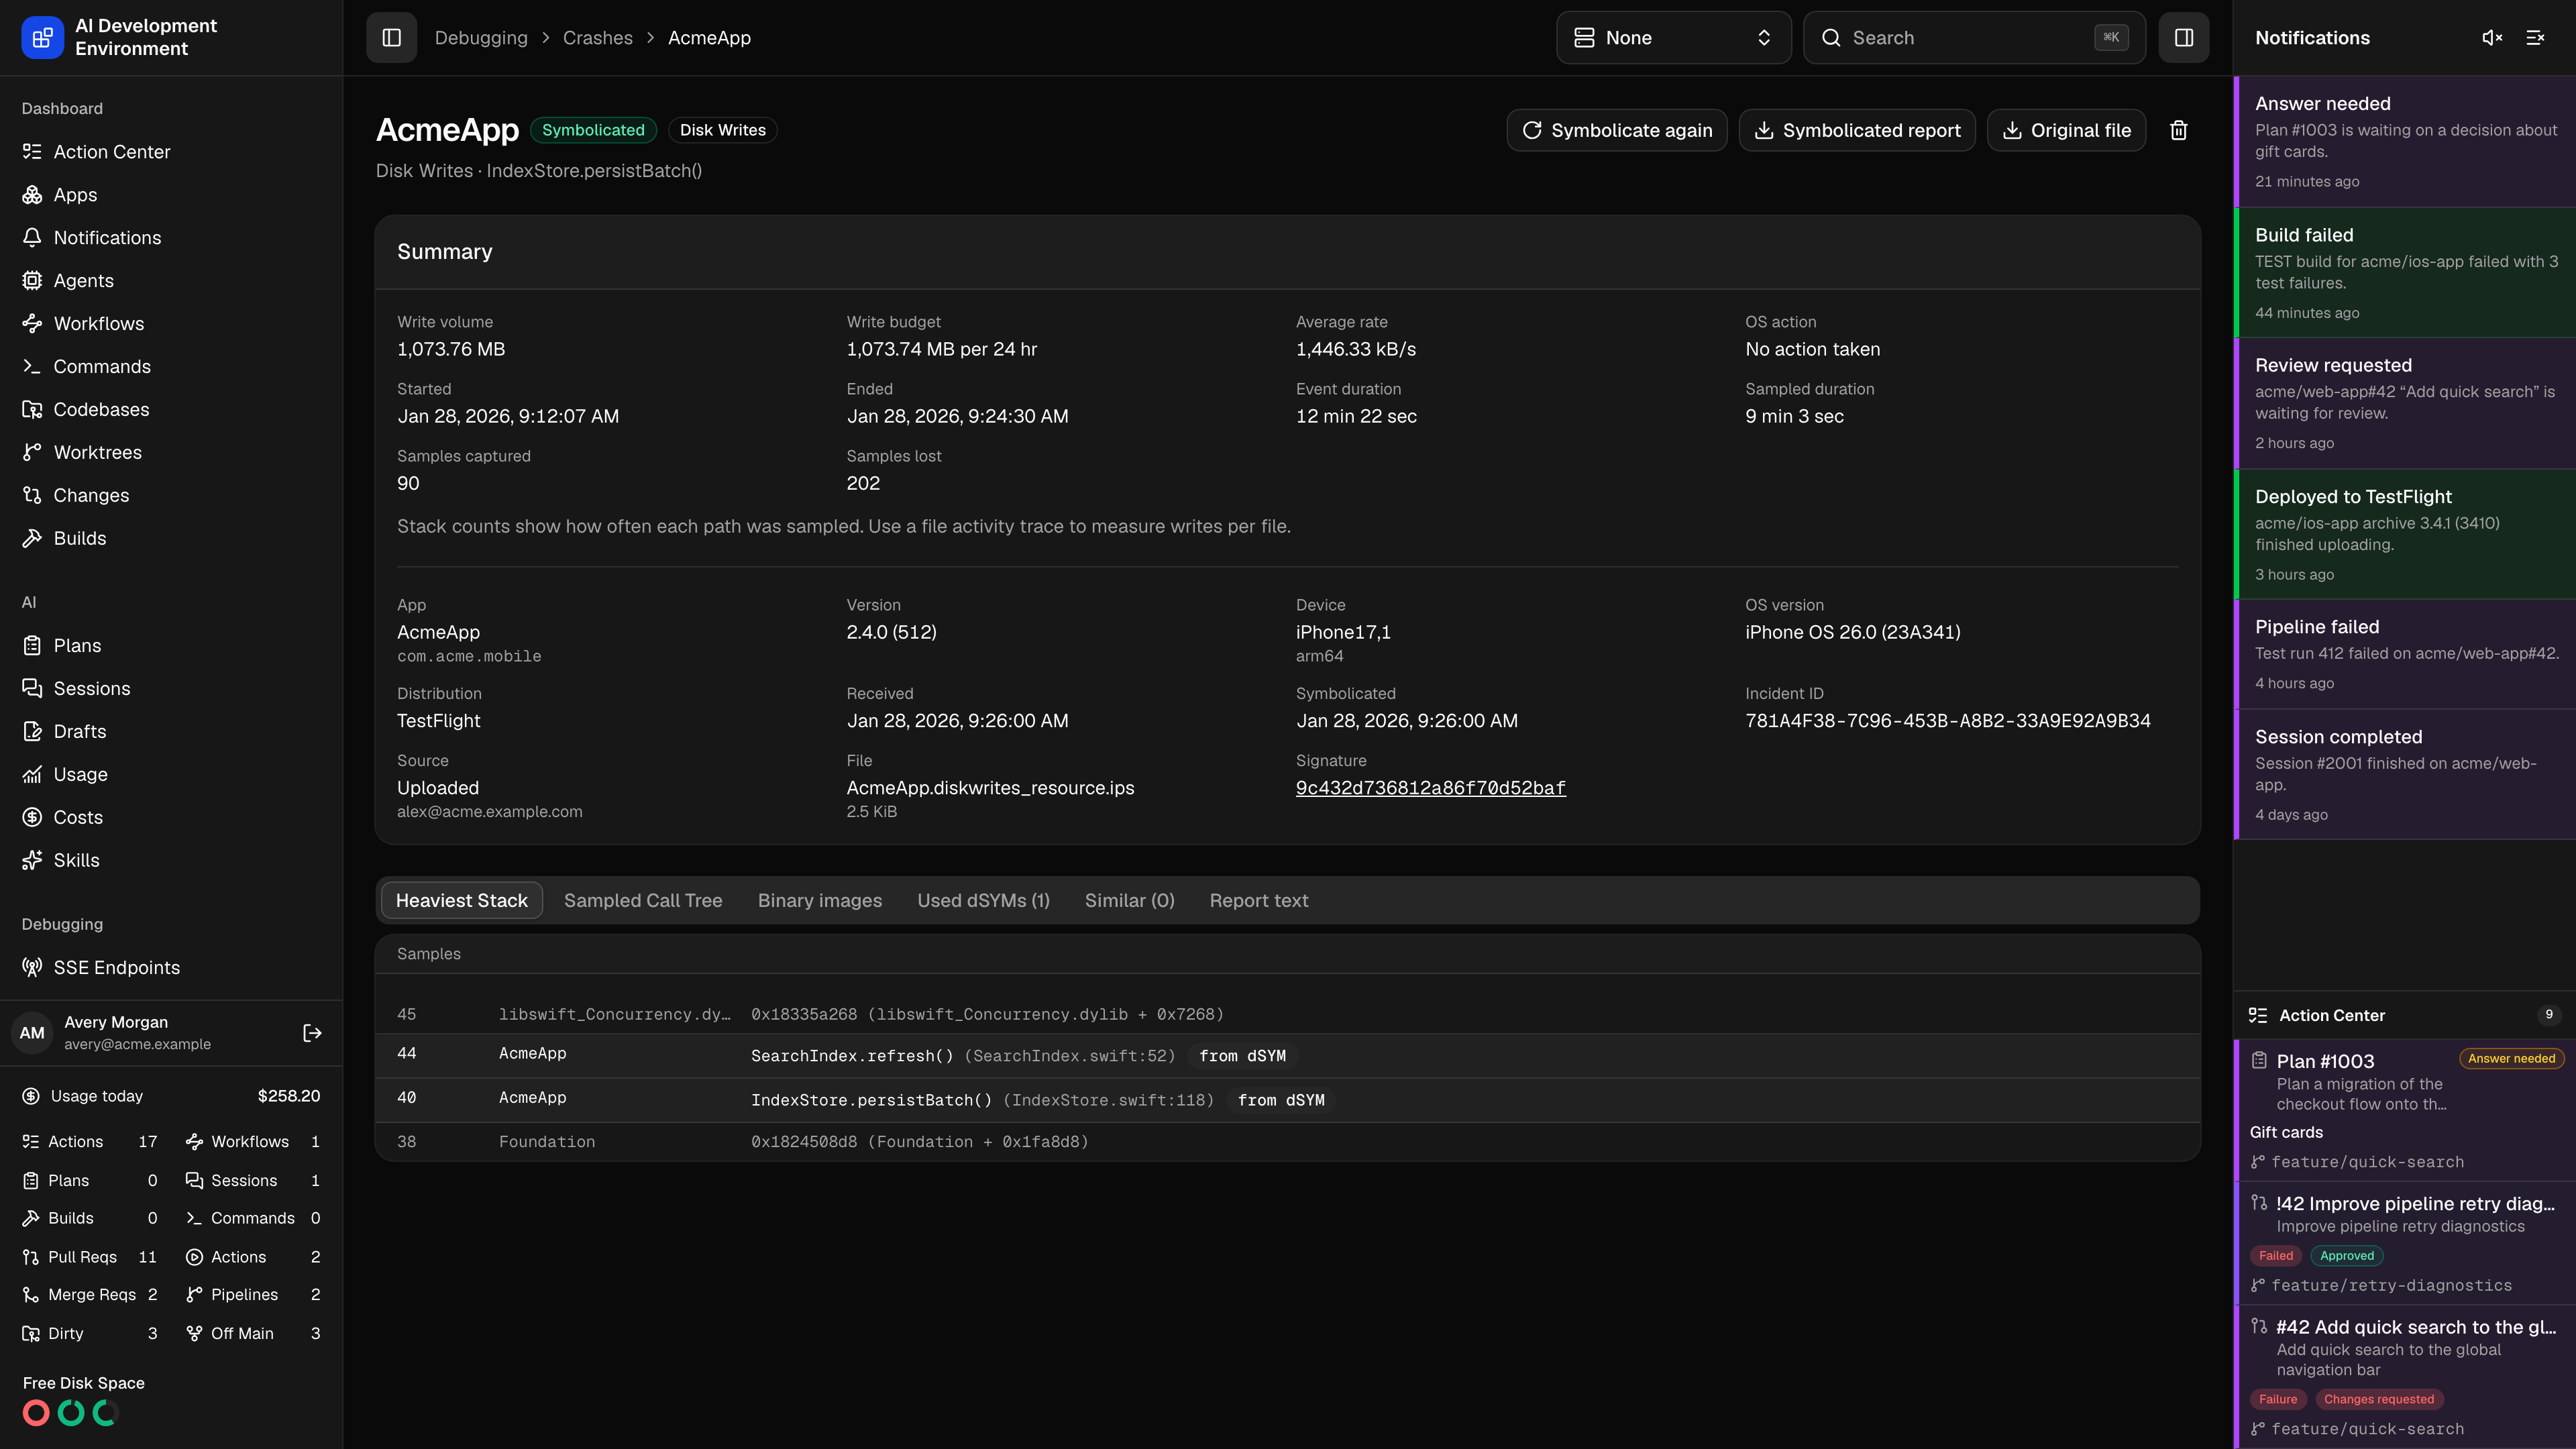 AI Development
Environment
Dashboard
Action Center
Apps
Notifications
Agents
Workflows
Commands
Codebases
Worktrees
Changes
Builds
AI
Plans
Sessions
Drafts
Usage
Costs
Skills
Debugging
SSE Endpoints
AM
Avery Morgan
avery@acme.example
Usage today $258.20
Actions 17 Workflows 1
Plans 0 Sessions 1
Builds 0 Commands 0
Pull Reqs 11 Actions 2
Merge Reqs 2 Pipelines 2
Dirty 3 Off Main 3
Free Disk Space
Debugging > Crashes > AcmeApp
None
Search ⌘K
AcmeApp Symbolicated Disk Writes
Disk Writes · IndexStore.persistBatch()
Symbolicate again Symbolicated report Original file
Summary
Write volume Write budget Average rate OS action
1,073.76 MB 1,073.74 MB per 24 hr 1,446.33 kB/s No action taken
Started Ended Event duration Sampled duration
Jan 28, 2026, 9:12:07 AM Jan 28, 2026, 9:24:30 AM 12 min 22 sec 9 min 3 sec
Samples captured Samples lost
90 202
Stack counts show how often each path was sampled. Use a file activity trace to measure writes per file.
App Version Device OS version
AcmeApp 2.4.0 (512) iPhone17,1 iPhone OS 26.0 (23A341)
com.acme.mobile arm64
Distribution Received Symbolicated Incident ID
TestFlight Jan 28, 2026, 9:26:00 AM Jan 28, 2026, 9:26:00 AM 781A4F38-7C96-453B-A8B2-33A9E92A9B34
Source File Signature
Uploaded AcmeApp.diskwrites_resource.ips 9c432d736812a86f70d52baf
alex@acme.example.com 2.5 KiB
Heaviest Stack Sampled Call Tree Binary images Used dSYMs (1) Similar (0) Report text
Samples
45 libswift_Concurrency.dy… 0x18335a268 (libswift_Concurrency.dylib + 0x7268)
44 AcmeApp SearchIndex.refresh() (SearchIndex.swift:52) from dSYM
40 AcmeApp IndexStore.persistBatch() (IndexStore.swift:118) from dSYM
38 Foundation 0x1824508d8 (Foundation + 0x1fa8d8)
Notifications
Answer needed
Plan #1003 is waiting on a decision about
gift cards.
21 minutes ago
Build failed
TEST build for acme/ios-app failed with 3
test failures.
44 minutes ago
Review requested
acme/web-app#42 “Add quick search” is
waiting for review.
2 hours ago
Deployed to TestFlight
acme/ios-app archive 3.4.1 (3410)
finished uploading.
3 hours ago
Pipeline failed
Test run 412 failed on acme/web-app#42.
4 hours ago
Session completed
Session #2001 finished on acme/web-
app.
4 days ago
Action Center 9
Plan #1003 Answer needed
Plan a migration of the
checkout flow onto th…
Gift cards
feature/quick-search
!42 Improve pipeline retry diag…
Improve pipeline retry diagnostics
Failed Approved
feature/retry-diagnostics
#42 Add quick search to the gl…
Add quick search to the global
navigation bar
Failure Changes requested
feature/quick-search